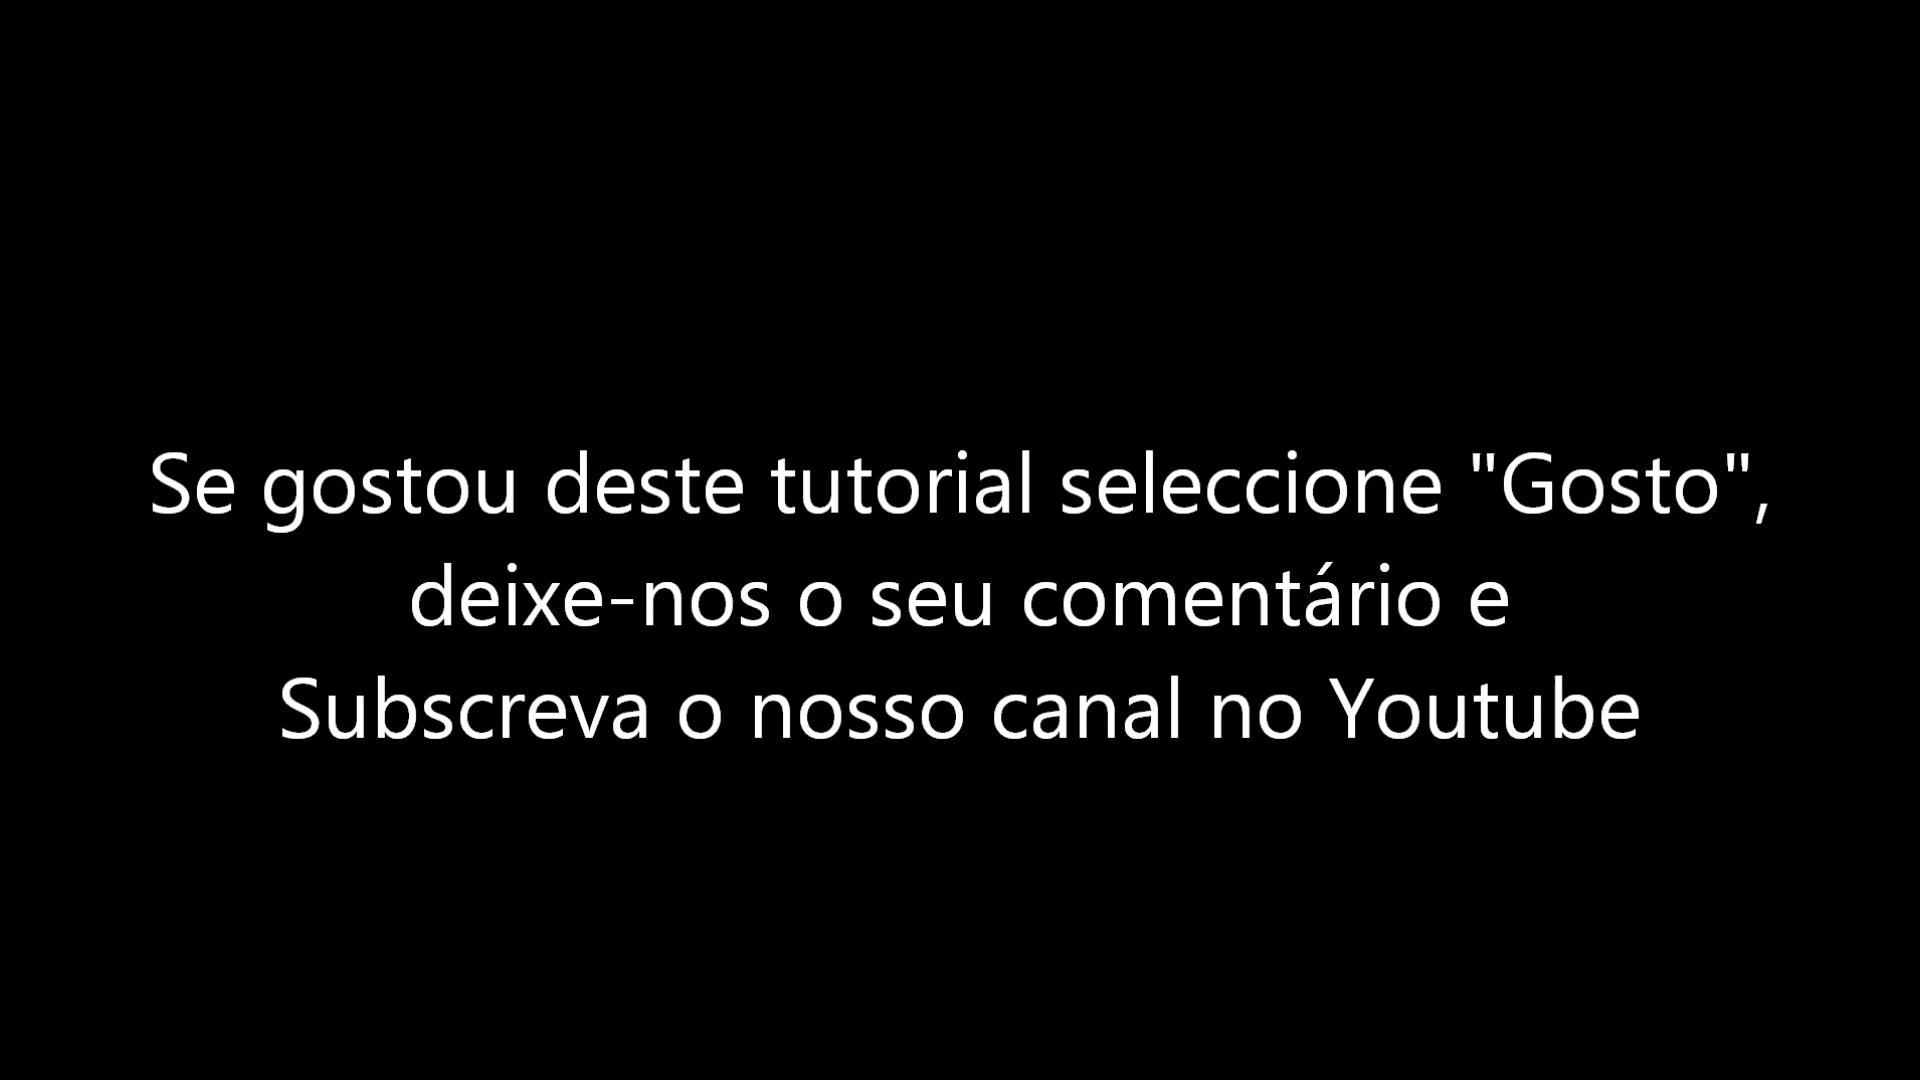 Se gostou deste tutorial seleccione "Gosto",
deixe-nos o seu comentário e
Subscreva o nosso canal no Youtube